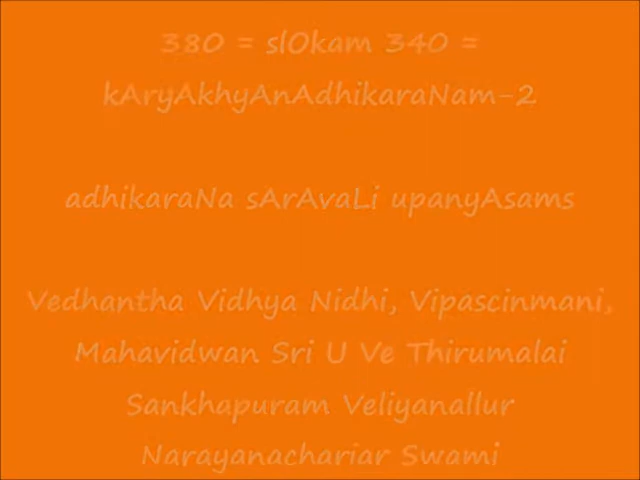 380 = slOkam 340 =
kAryAkhyAnAdhikaraNam-2
adhikaraNa sArAvaLi upanyAsams
Vedhantha Vidhya Nidhi, Vipascinmani,
Mahavidwan Sri U Ve Thirumalai
Sankhapuram Veliyanallur
Narayanachariar Swami